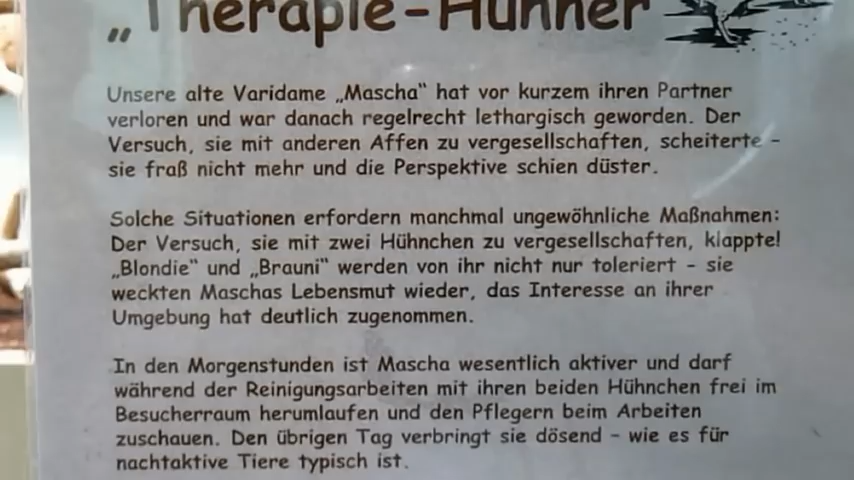 „Therapie-Hühner
Unsere alte Varidame „Mascha“ hat vor kurzem ihren Partner
verloren und war danach regelrecht lethargisch geworden. Der
Versuch, sie mit anderen Affen zu vergesellschaften, scheiterte -
sie fraß nicht mehr und die Perspektive schien düster.
Solche Situationen erfordern manchmal ungewöhnliche Maßnahmen:
Der Versuch, sie mit zwei Hühnchen zu vergesellschaften, klappte!
„Blondie“ und „Brauni“ werden von ihr nicht nur toleriert - sie
weckten Maschas Lebensmut wieder, das Interesse an ihrer
Umgebung hat deutlich zugenommen.
In den Morgenstunden ist Mascha wesentlich aktiver und darf
während der Reinigungsarbeiten mit ihren beiden Hühnchen frei im
Besucherraum herumlaufen und den Pflegern beim Arbeiten
zuschauen. Den übrigen Tag verbringt sie dösend - wie es für
nachtaktive Tiere typisch ist.